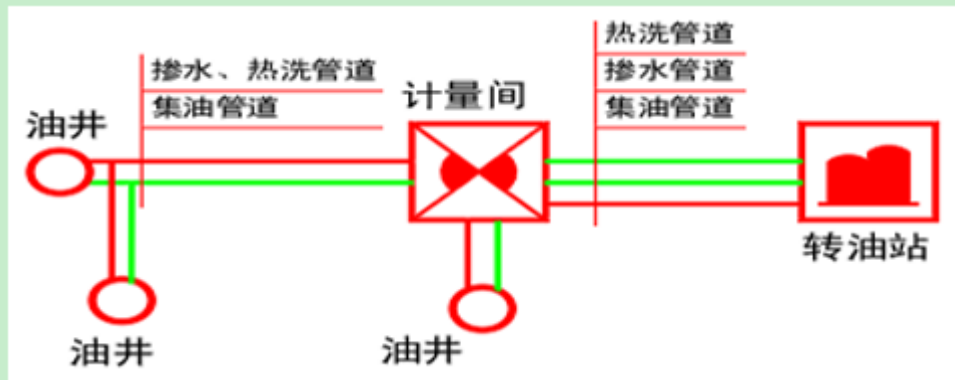 热洗管道
掺水、热洗管道
掺水管道
集油管道
计量间
集油管道
油井
转油站
油井
油井